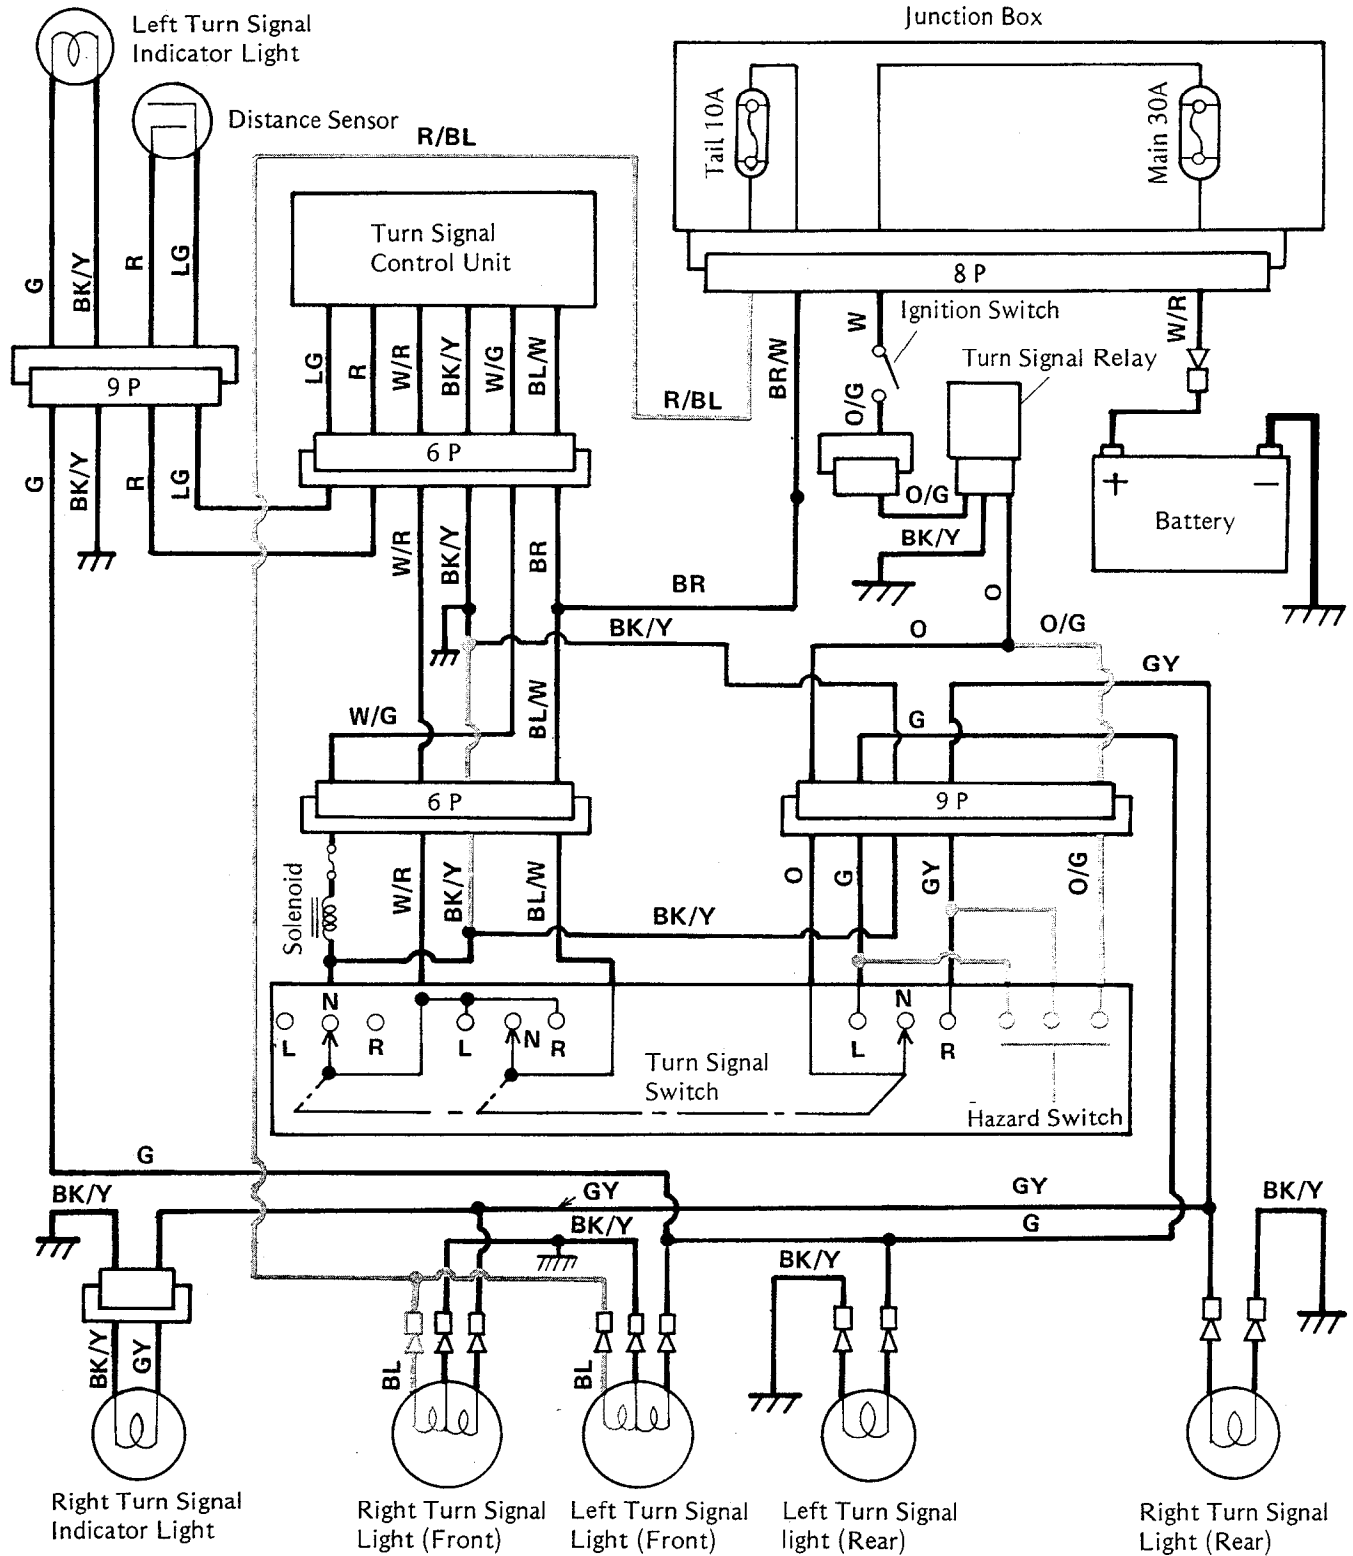 Junction Box
Left Turn Signal
Indicator Light
Distance Sensor
R/BL
Tail 10A
Main 30A
Turn Signal
Control Unit
8 P
G
BK/Y
R
LG
Ignition Switch
W
W/R
Turn Signal Relay
LG
R
W/R
BK/Y
W/G
BL/W
BR/W
9 P
R/BL
O/G
6 P
G
BK/Y
R
LG
O/G
+
−
Battery
BK/Y
W/R
BK/Y
BR
BR
O
BK/Y
O
O/G
GY
W/G
BL/W
G
6 P
9 P
Solenoid
W/R
BK/Y
BL/W
O
G
GY
O/G
BK/Y
N
L
R
L
N
R
N
L
R
Turn Signal
Switch
Hazard Switch
G
BK/Y
GY
GY
BK/Y
BK/Y
G
BK/Y
BK/Y
GY
BL
BL
Right Turn Signal
Indicator Light
Right Turn Signal
Light (Front)
Left Turn Signal
Light (Front)
Left Turn Signal
light (Rear)
Right Turn Signal
Light (Rear)